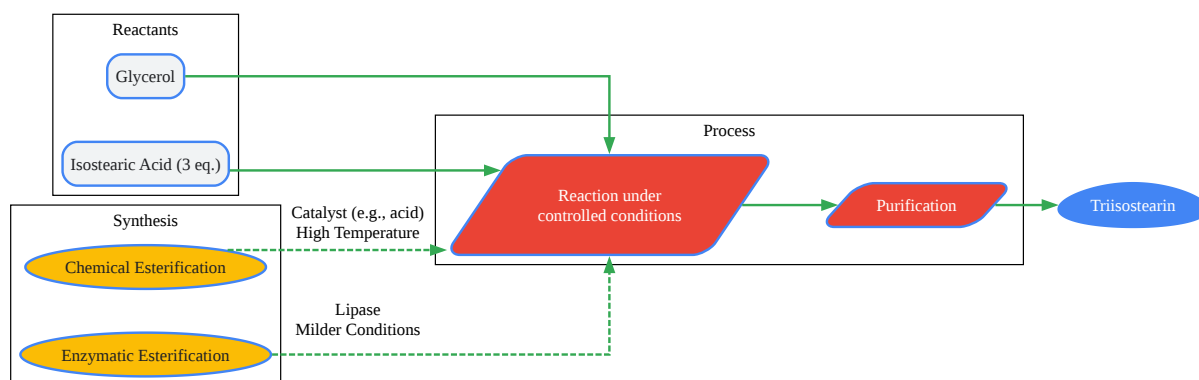 Reactants
Glycerol
Isostearic Acid (3 eq.)
Synthesis
Chemical Esterification
Enzymatic Esterification
Catalyst (e.g., acid)
High Temperature
Lipase
Milder Conditions
Process
Reaction under
controlled conditions
Purification
Triisostearin